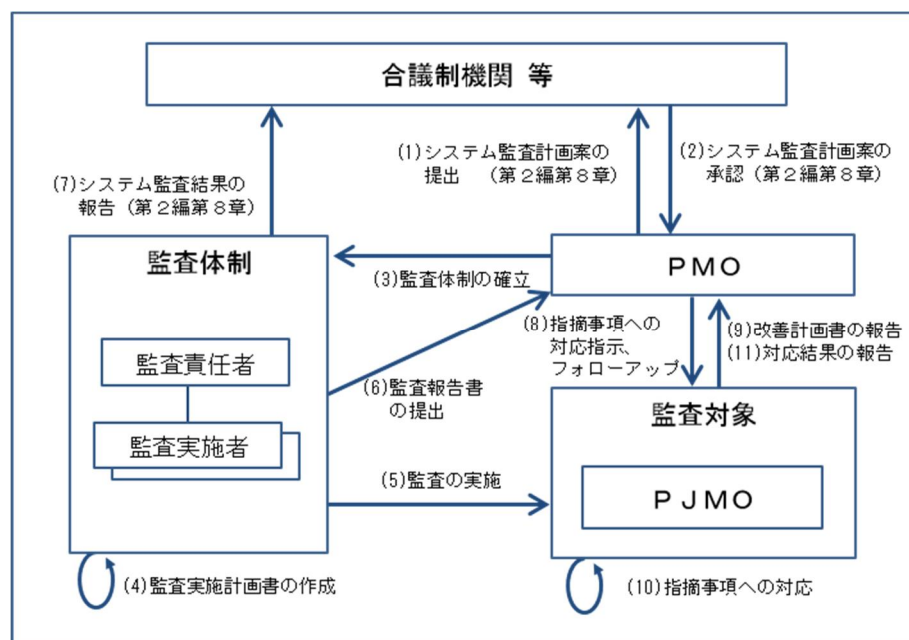 合議制機関 等
(1)システム監査計画案の
提出 (第２編第８章)
(2)システム監査計画案の
承認(第２編第８章)
(7)システム監査結果の
報告(第２編第８章)
監査体制
ＰＭＯ
(3)監査体制の確立
(8)指摘事項への
対応指示、
フォローアップ
(9)改善計画書の報告
(11)対応結果の報告
監査責任者
(6)監査報告書
の提出
監査対象
監査実施者
(5)監査の実施
ＰＪＭＯ
(4)監査実施計画書の作成
(10)指摘事項への対応